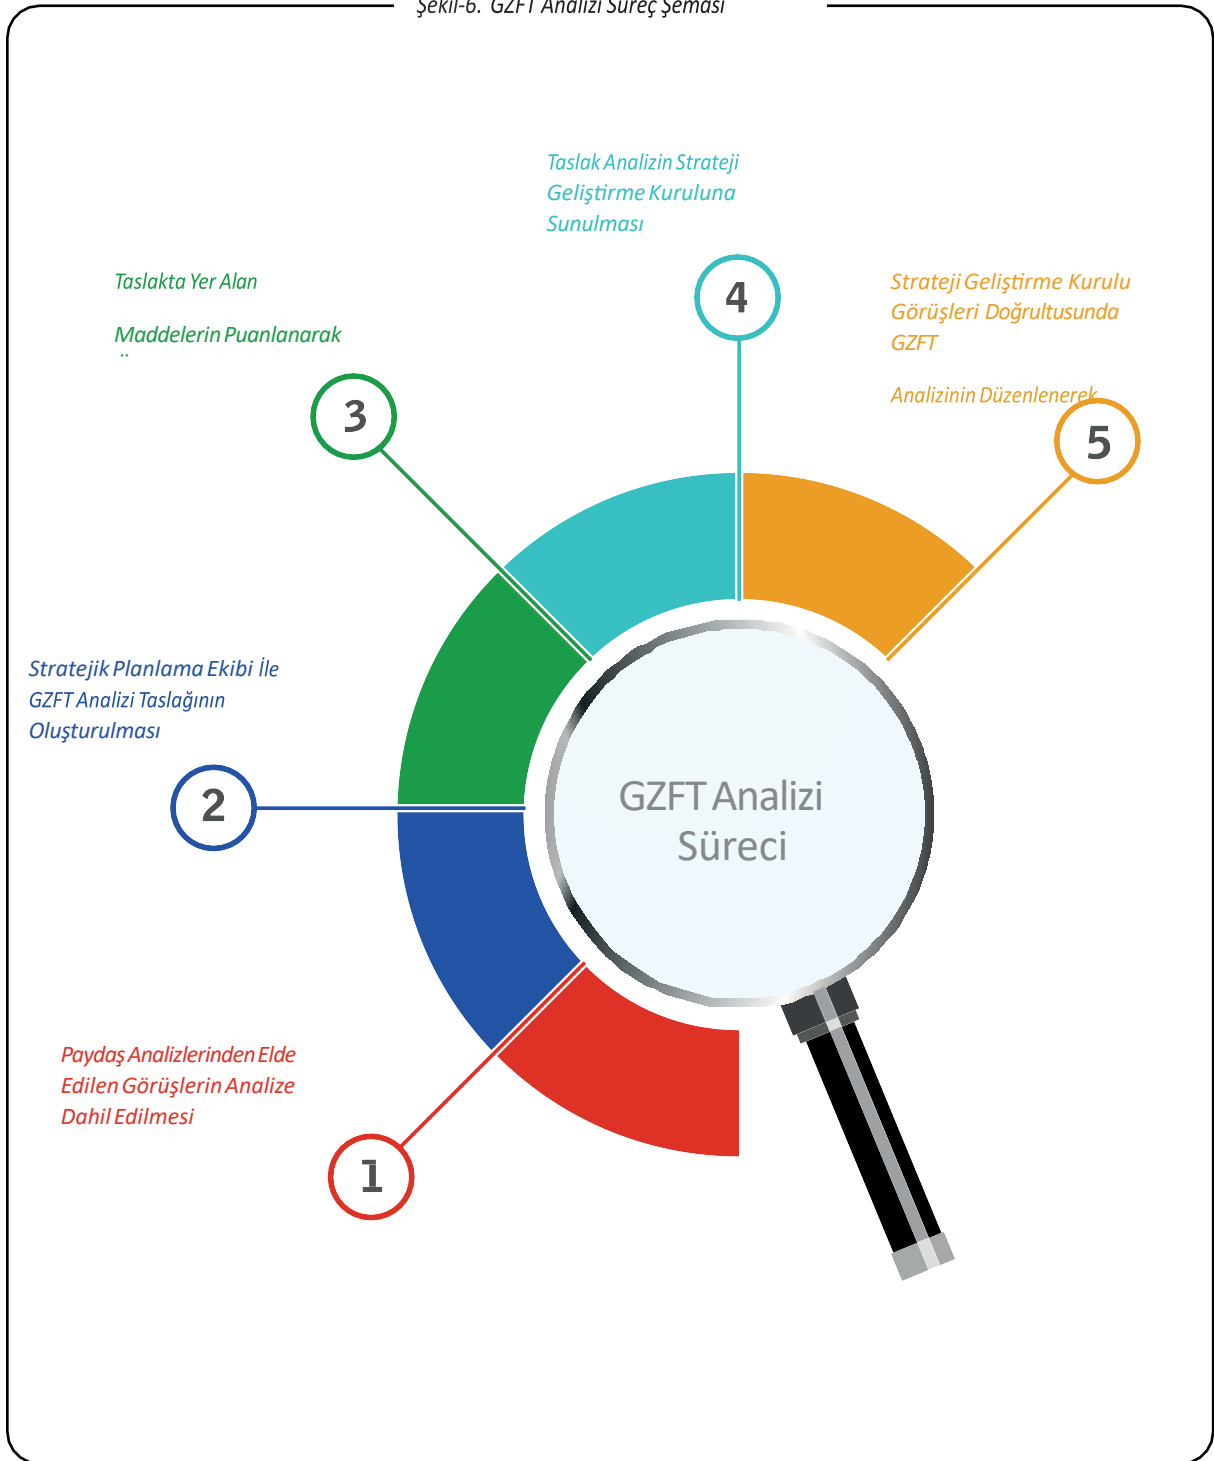 Şekil-6. GZFT Analizi Süreç Şeması
Taslak Analizin Strateji
Geliştirme Kuruluna
Sunulması
4
Taslakta Yer Alan
Maddelerin Puanlanarak
3
Strateji Geliştirme Kurulu
Görüşleri Doğrultusunda
GZFT
Analizinin Düzenlenerek
5
Stratejik Planlama Ekibi İle
GZFT Analizi Taslağının
Oluşturulması
2
GZFT Analizi
Süreci
Paydaş Analizlerinden Elde
Edilen Görüşlerin Analize
Dahil Edilmesi
1